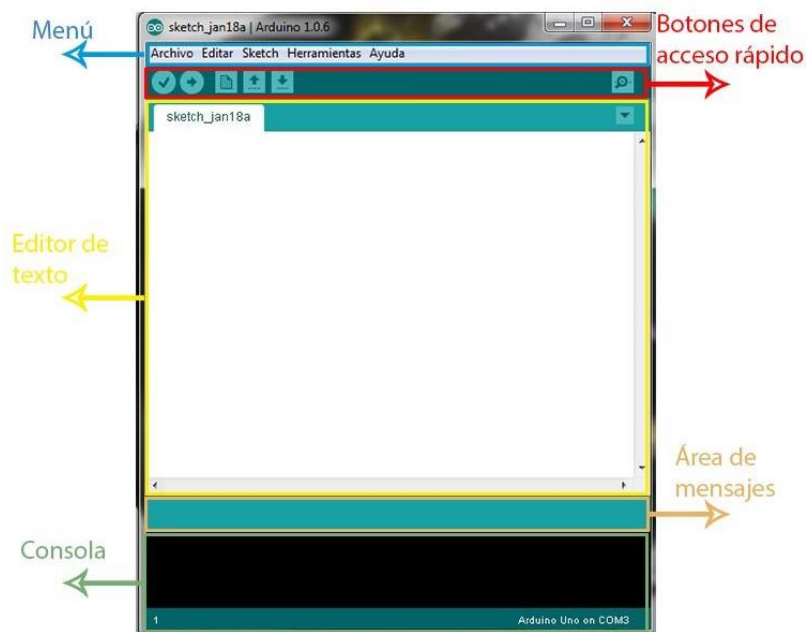 Menú
sketch_jan18a | Arduino 1.0.6
Botones de
acceso rápido
Archivo Editar Sketch Herramientas Ayuda
sketch_jan18a
Editor de
texto
Área de
mensajes
Consola
1
Arduino Uno on COM3